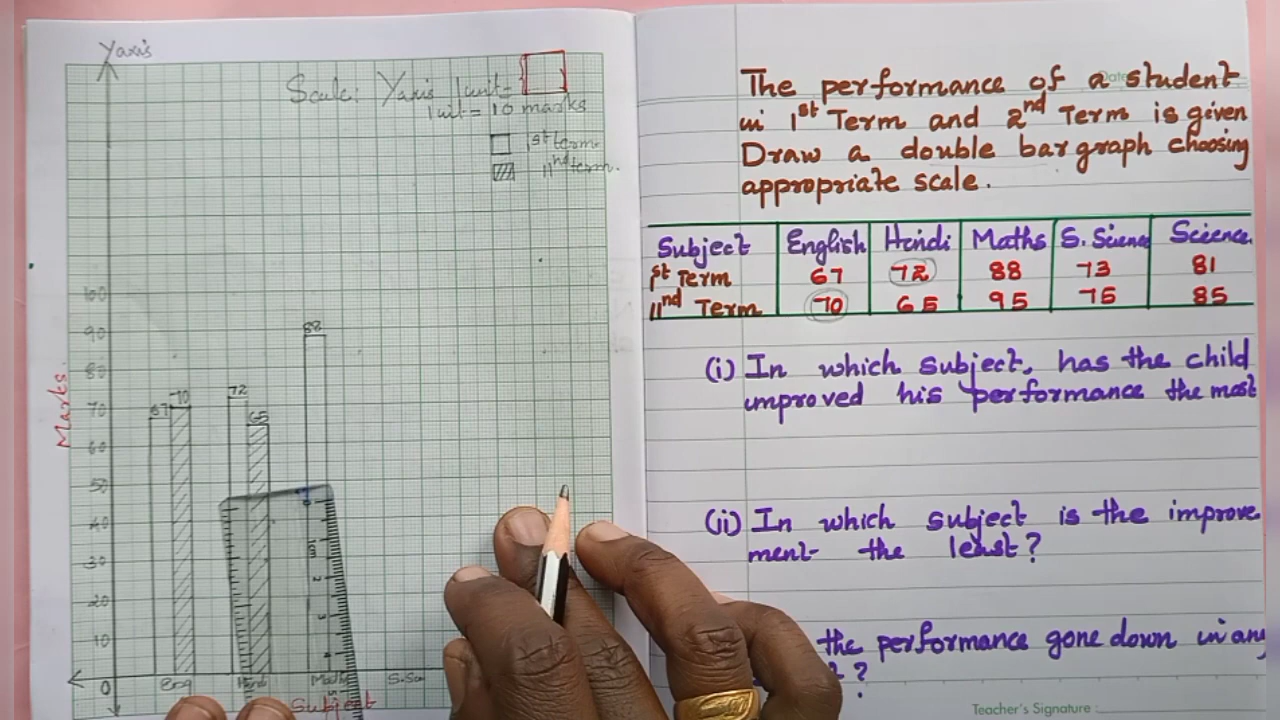 Yaxis
Scale: Yaxis 1 unit=
1 unit = 10 marks
1st term
IInd term.
100
90
80
70
60
50
40
30
20
10
0
Marks.
67
70
72
65
88
Eng
Hindi
Maths
S.Sci
Subject
The performance of a student
in 1st Term and 2nd Term is given
Draw a double bar graph choosing
appropriate scale.
Subject English Hindi Maths S. Science Science
1st Term 67 72 88 73 81
IInd Term 70 65 95 75 85
(i) In which subject, has the child
improved his performance the most
(ii) In which subject is the improve
ment the least?
the performance gone down in any
?
Teacher's Signature :